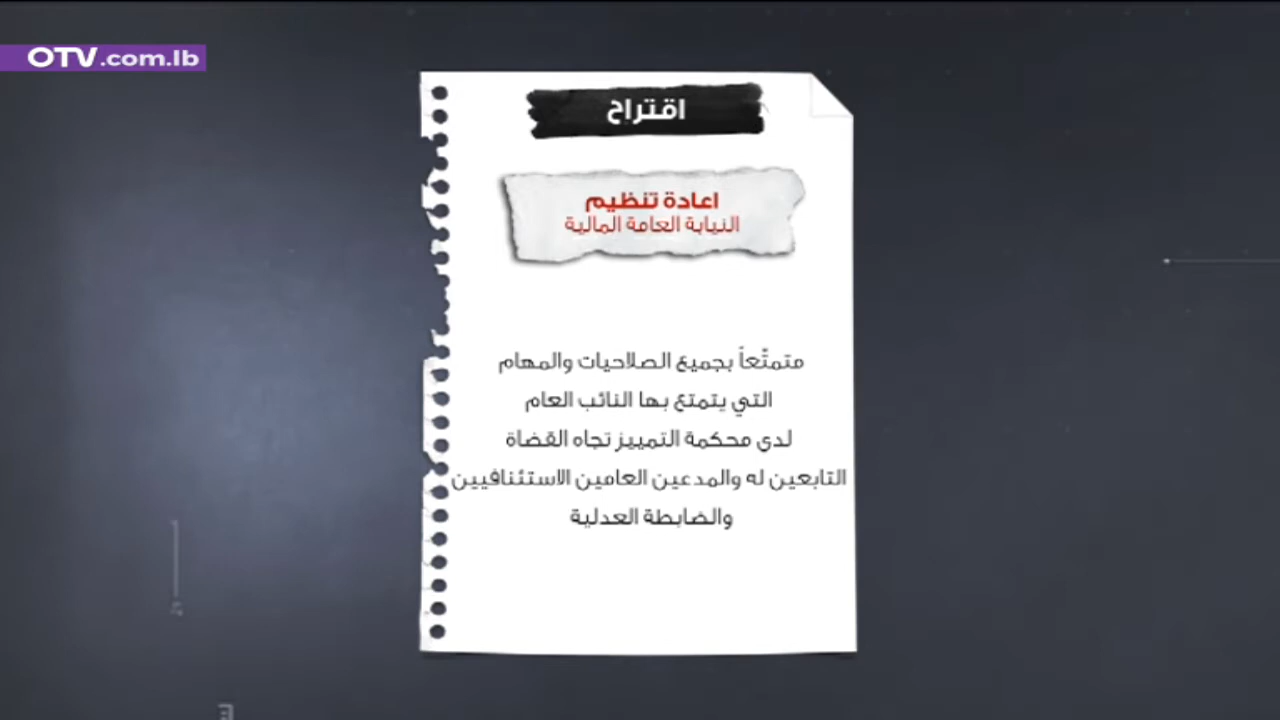 OTV.com.lb
اقتراح
اعادة تنظيم
النيابة العامة المالية
متمتّعاً بجميع الصلاحيات والمهام
التي يتمتع بها النائب العام
لدى محكمة التمييز تجاه القضاة
التابعين له والمدعين العامين الاستئنافيين
والضابطة العدلية